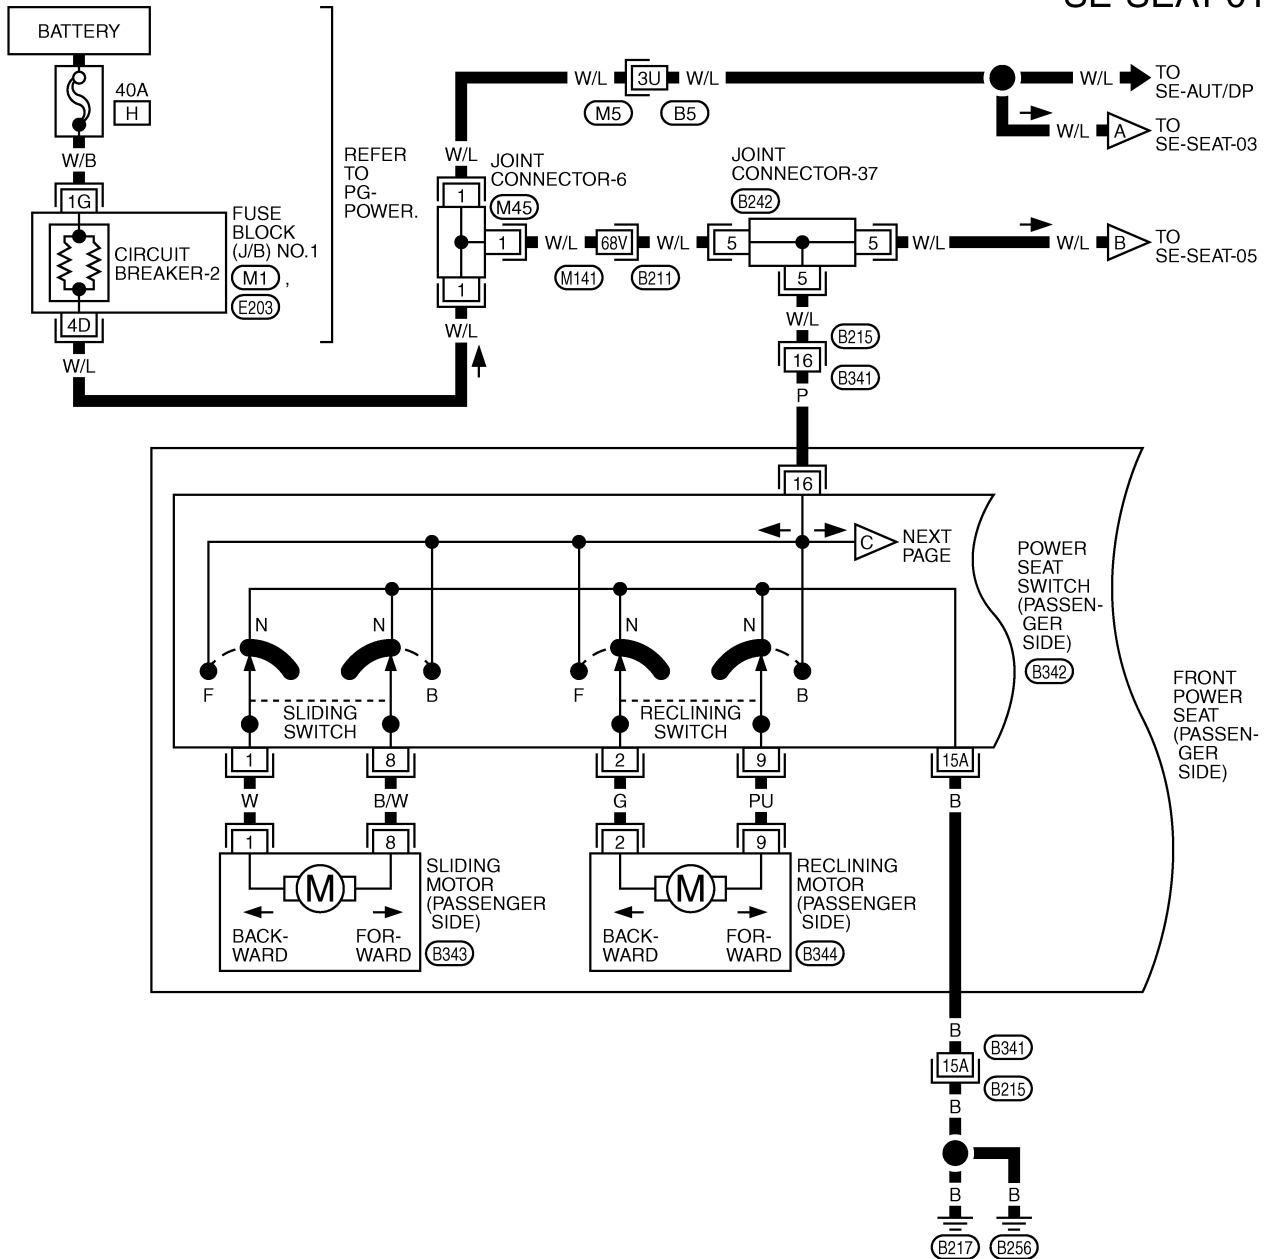 BATTERY
40A
H
W/B
1G
FUSE
BLOCK
(J/B) NO.1
M1 ,
E203
CIRCUIT
BREAKER-2
4D
W/L
REFER
TO
PG-
POWER.
W/L
3U
W/L
M5
B5
W/L
TO
SE-AUT/DP
W/L
A
TO
SE-SEAT-03
W/L
1
JOINT
CONNECTOR-6
M45
1
W/L
68V
W/L
M141
B211
1
W/L
JOINT
CONNECTOR-37
B242
5
5
W/L
W/L
B
TO
SE-SEAT-05
5
W/L
B215
16
B341
P
16
C
NEXT
PAGE
POWER
SEAT
SWITCH
(PASSEN-
GER
SIDE)
B342
FRONT
POWER
SEAT
(PASSEN-
GER
SIDE)
N
N
N
N
F
B
F
B
SLIDING
SWITCH
RECLINING
SWITCH
1
8
2
9
15A
W
B/W
G
PU
B
1
8
2
9
M
BACK-
WARD
FOR-
WARD
SLIDING
MOTOR
(PASSENGER
SIDE)
B343
M
BACK-
WARD
FOR-
WARD
RECLINING
MOTOR
(PASSENGER
SIDE)
B344
B
B341
15A
B215
B
B
B
B217
B256